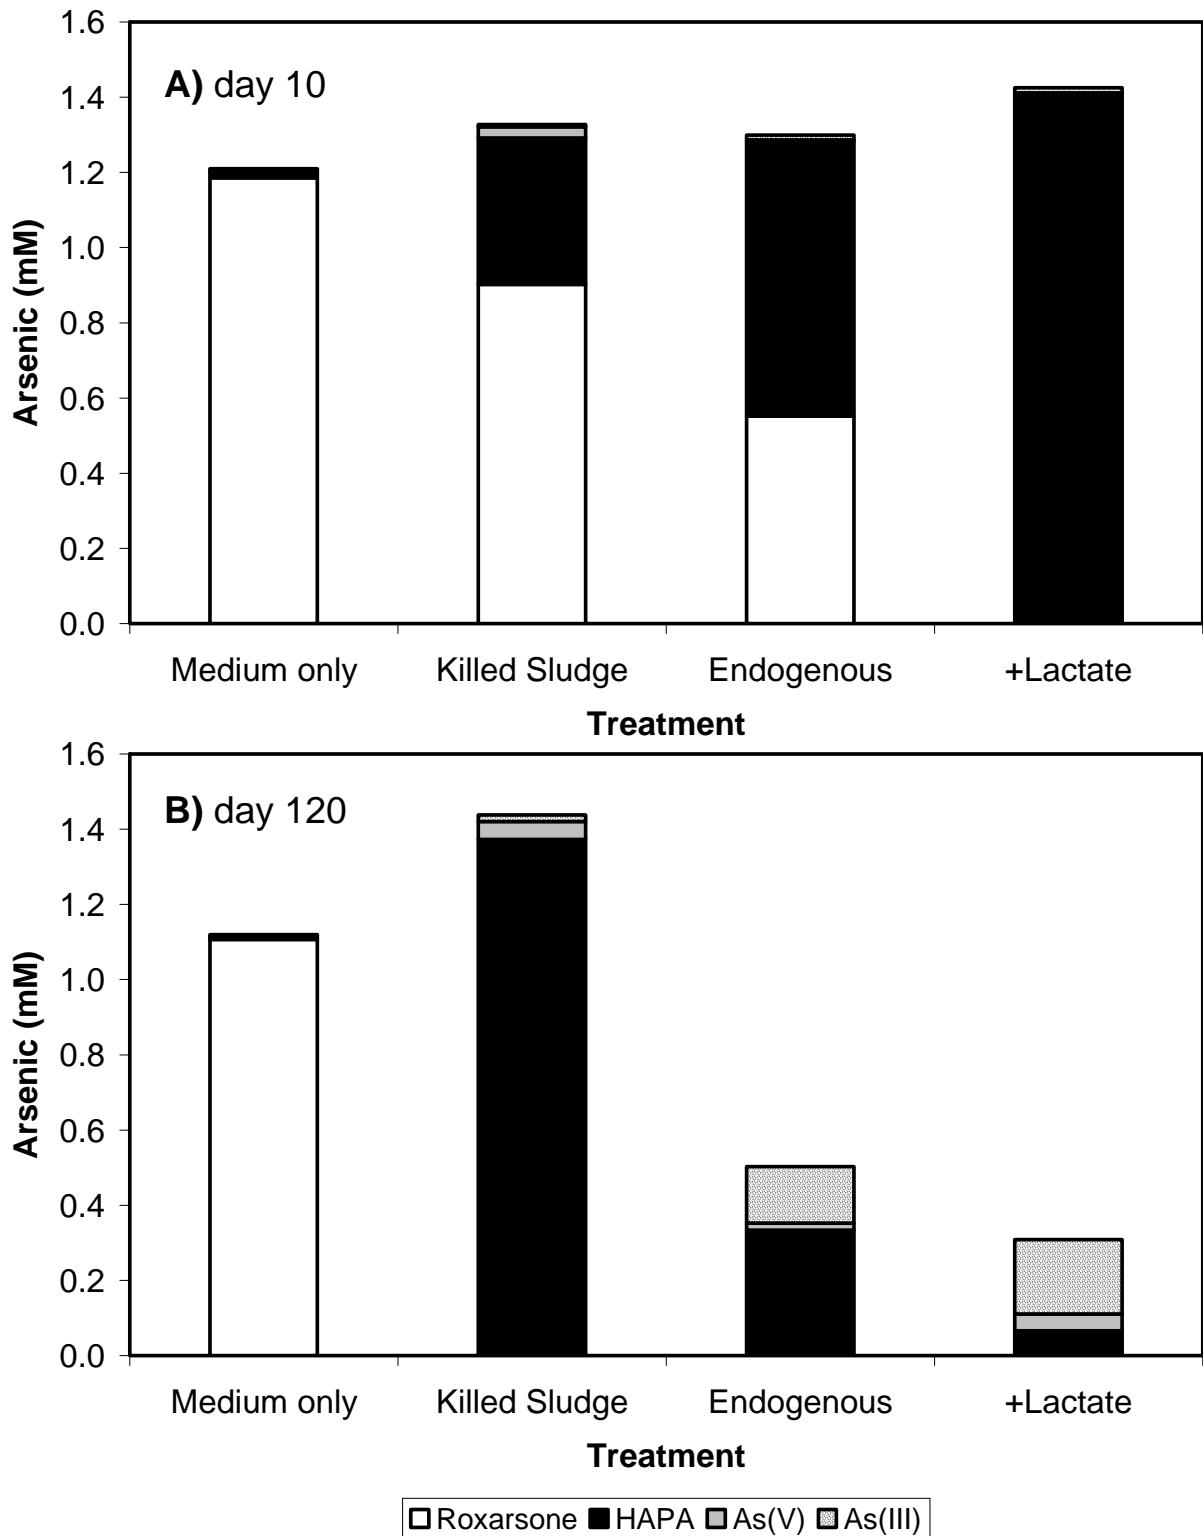 A) day 10
Arsenic (mM)
1.6
1.4
1.2
1.0
0.8
0.6
0.4
0.2
0.0
Medium only Killed Sludge Endogenous +Lactate
Treatment
B) day 120
Arsenic (mM)
1.6
1.4
1.2
1.0
0.8
0.6
0.4
0.2
0.0
Medium only Killed Sludge Endogenous +Lactate
Treatment
Roxarsone HAPA As(V) As(III)